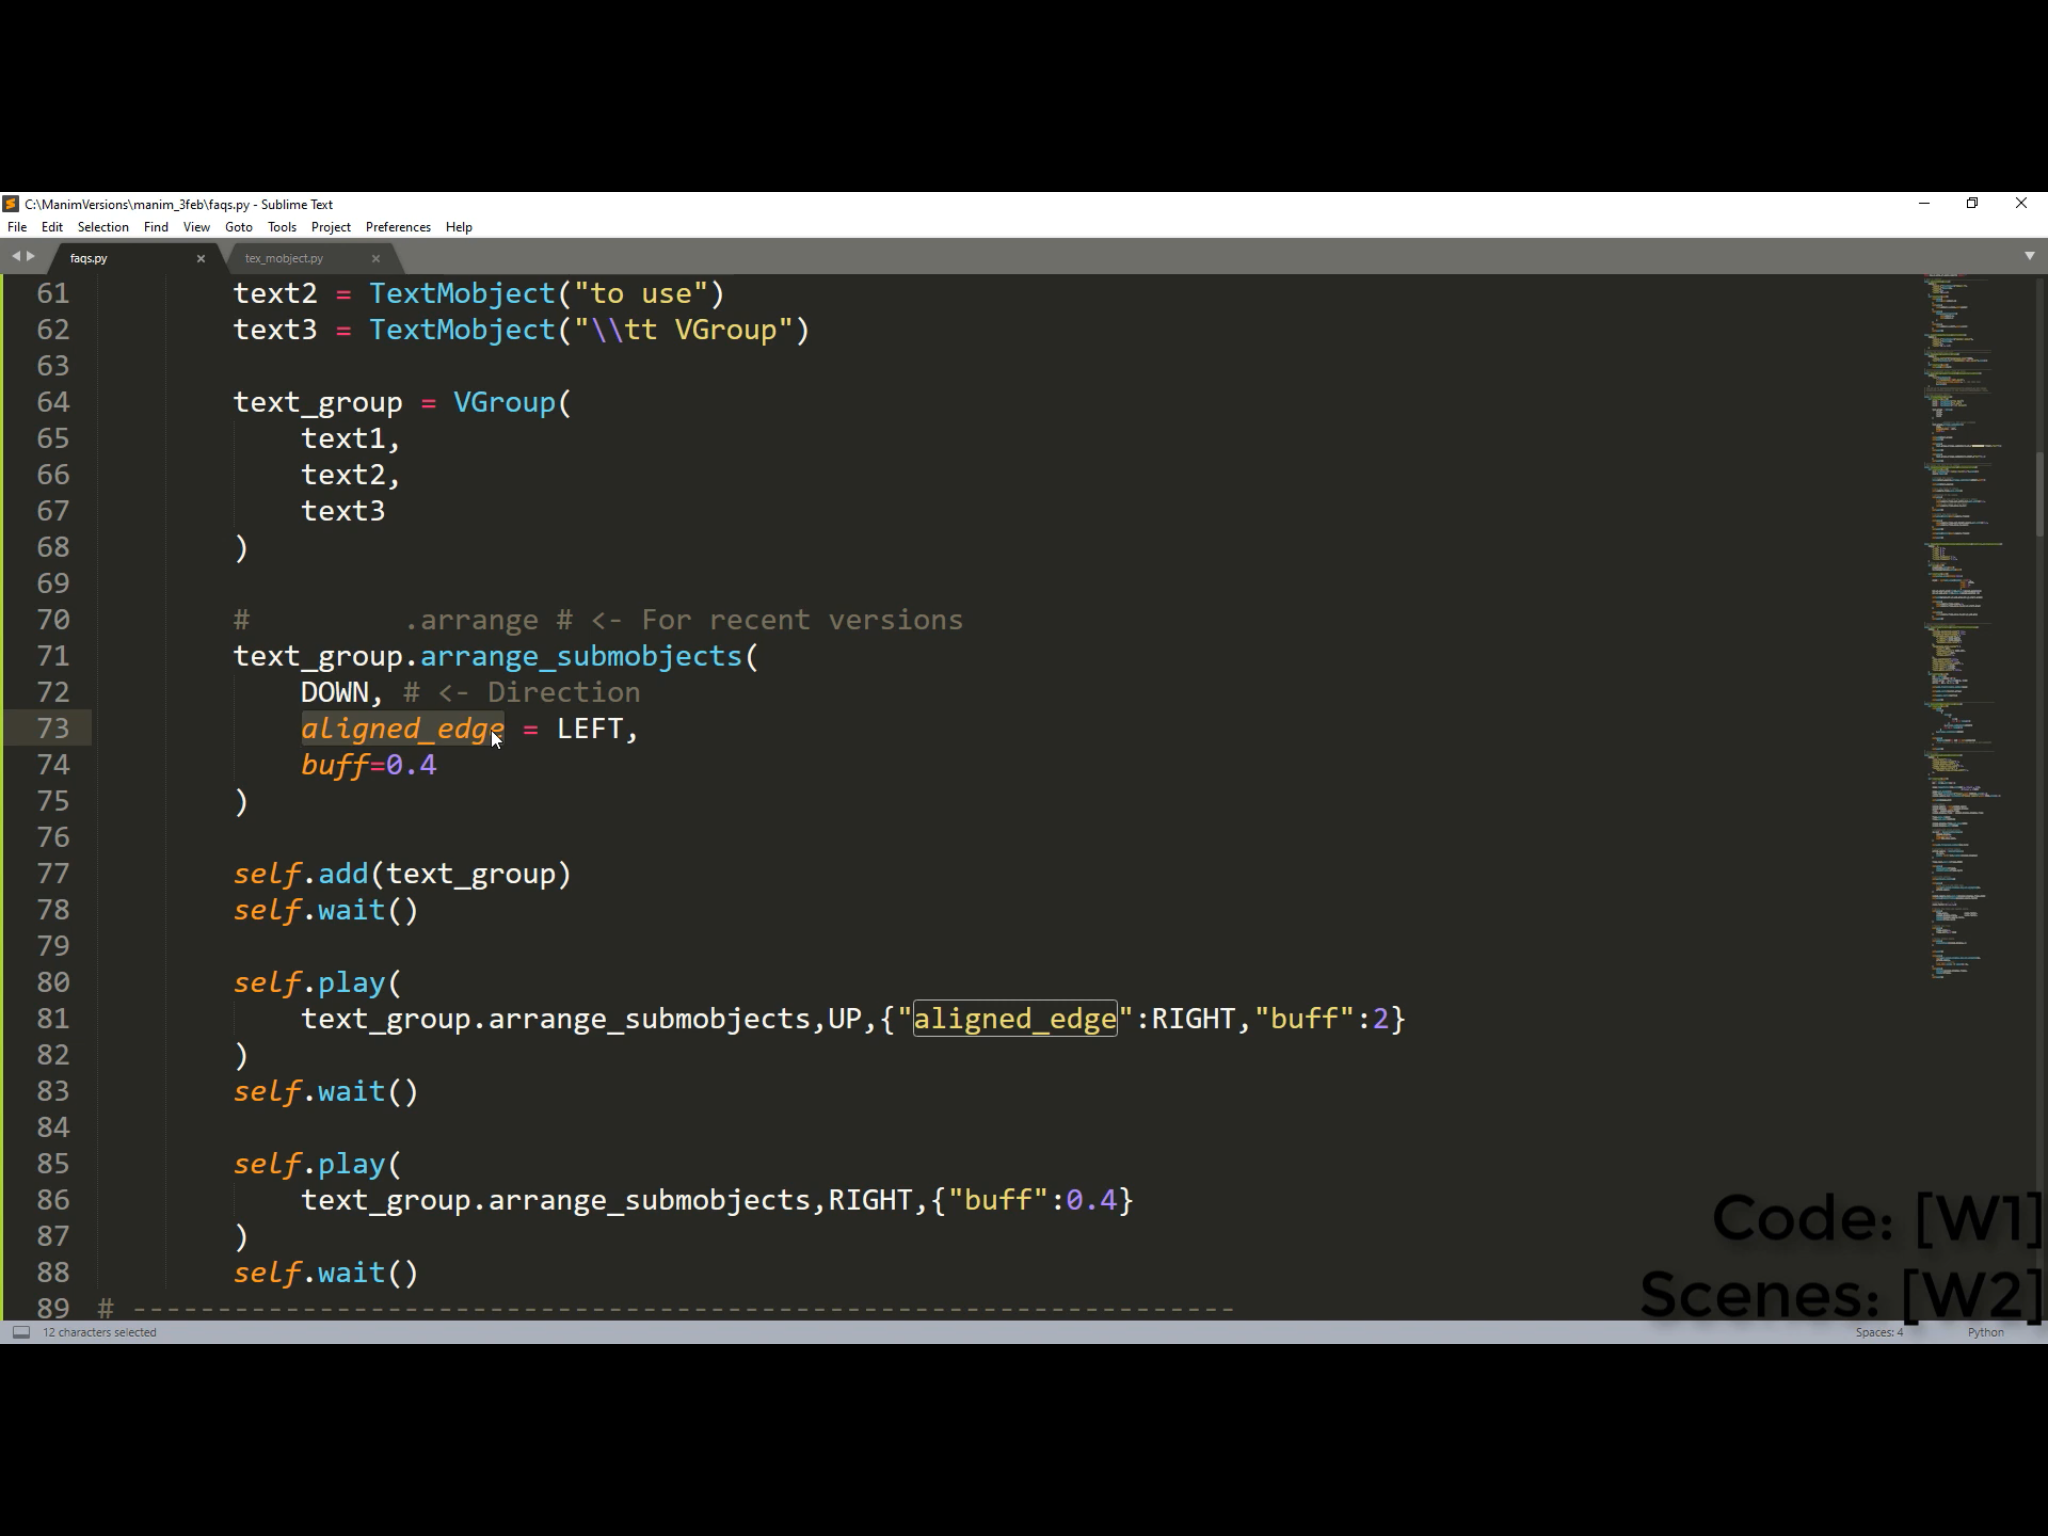 C:\ManimVersions\manim_3feb\faqs.py - Sublime Text
File Edit Selection Find View Goto Tools Project Preferences Help
faqs.py tex_mobject.py
61 text2 = TextMobject("to use")
62 text3 = TextMobject("\\tt VGroup")
63
64 text_group = VGroup(
65 text1,
66 text2,
67 text3
68 )
69
70 # .arrange # <- For recent versions
71 text_group.arrange_submobjects(
72 DOWN, # <- Direction
73 aligned_edge = LEFT,
74 buff=0.4
75 )
76
77 self.add(text_group)
78 self.wait()
79
80 self.play(
81 text_group.arrange_submobjects,UP,{"aligned_edge":RIGHT,"buff":2}
82 )
83 self.wait()
84
85 self.play(
86 text_group.arrange_submobjects,RIGHT,{"buff":0.4}
87 )
88 self.wait()
89 # -----------------------------------------------------------------
Code: [W1]
Scenes: [W2]
12 characters selected Spaces: 4 Python